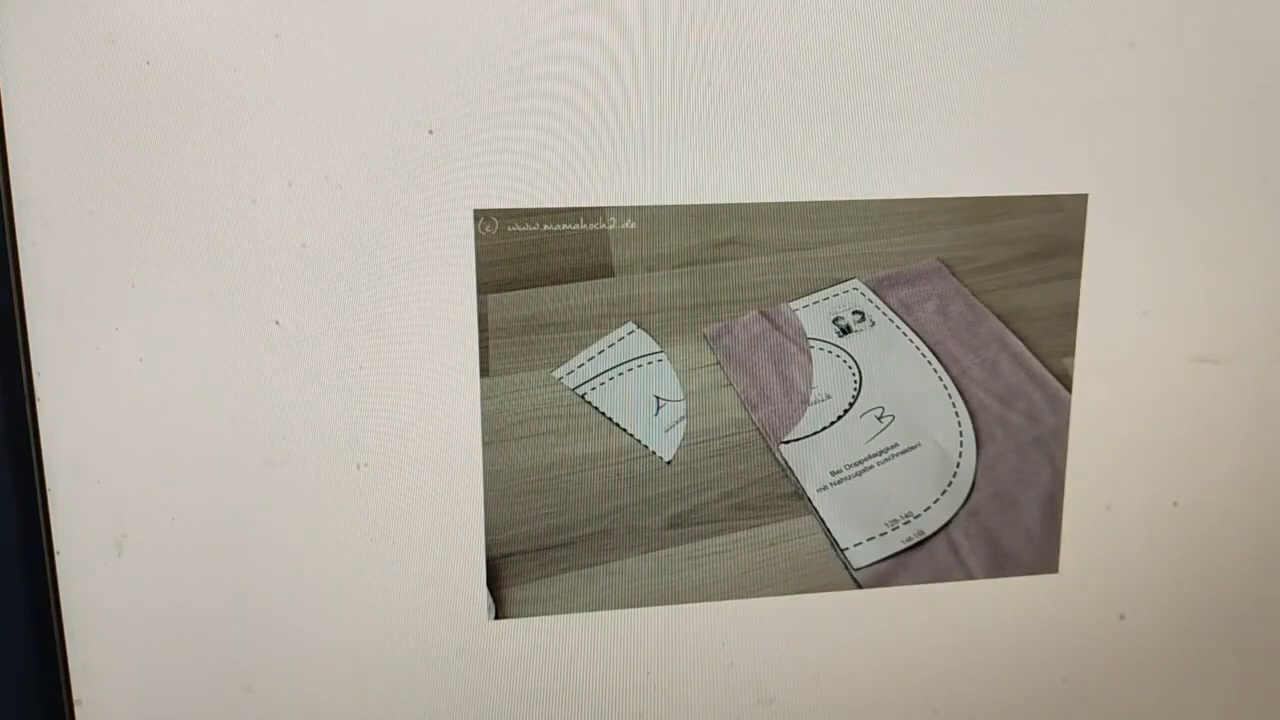 (c) www.mamahoch2.de
A
B
Bei Doppellagigkeit
mit Nahtzugabe zuschneiden!
128-140
146-158